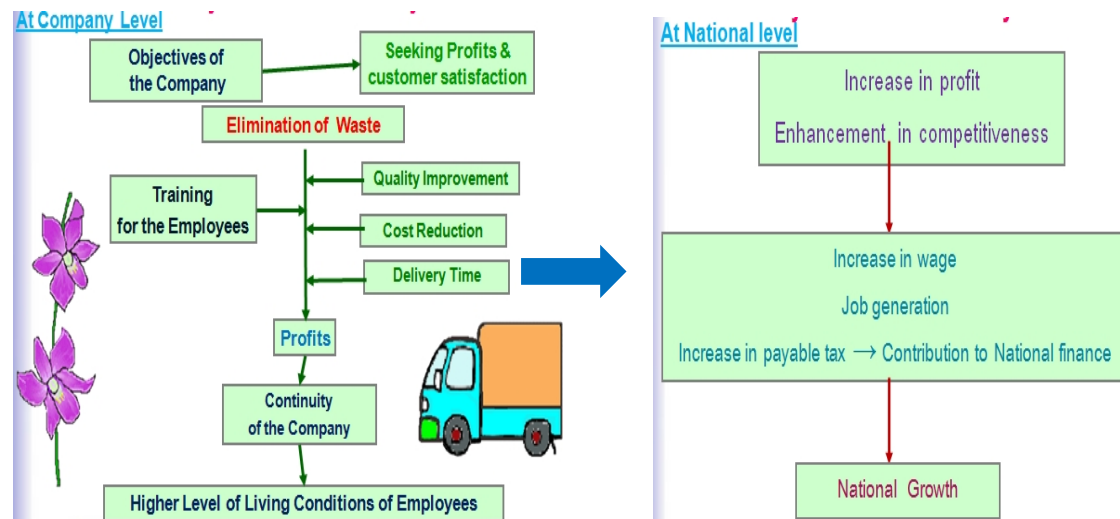 At Company Level
Objectives of
the Company
Seeking Profits &
customer satisfaction
Elimination of Waste
Quality Improvement
Training
for the Employees
Cost Reduction
Delivery Time
Profits
Continuity
of the Company
Higher Level of Living Conditions of Employees
At National level
Increase in profit
Enhancement in competitiveness
Increase in wage
Job generation
Increase in payable tax → Contribution to National finance
National Growth